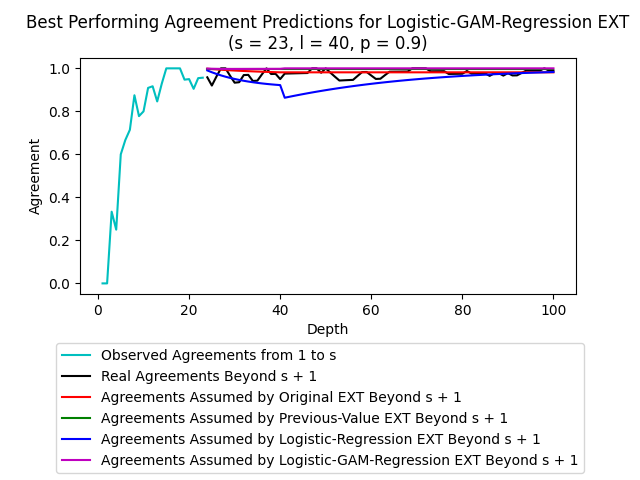 Best Performing Agreement Predictions for Logistic-GAM-Regression EXT
(s = 23, l = 40, p = 0.9)
1.0
0.8
0.6
0.4
0.2
0.0
Agreement
0 20 40 60 80 100
Depth
Observed Agreements from 1 to s
Real Agreements Beyond s + 1
Agreements Assumed by Original EXT Beyond s + 1
Agreements Assumed by Previous-Value EXT Beyond s + 1
Agreements Assumed by Logistic-Regression EXT Beyond s + 1
Agreements Assumed by Logistic-GAM-Regression EXT Beyond s + 1